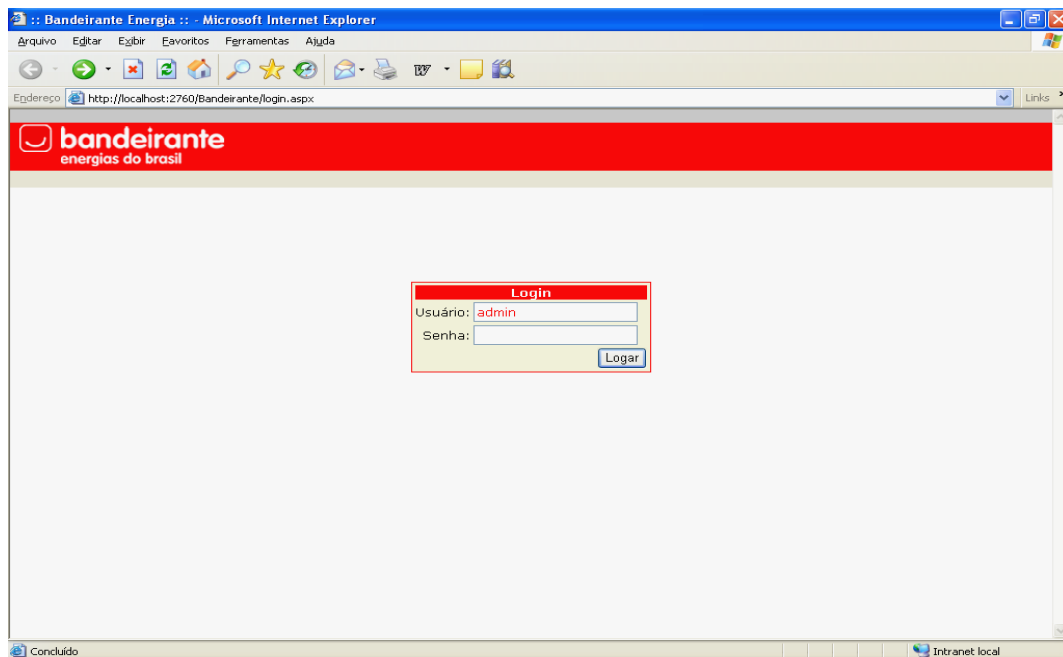 :: Bandeirante Energia :: - Microsoft Internet Explorer
Arquivo Editar Exibir Favoritos Ferramentas Ajuda
Endereço http://localhost:2760/Bandeirante/login.aspx Links
bandeirante
energias do brasil
Login
Usuário: admin
Senha:
Logar
Concluído Intranet local